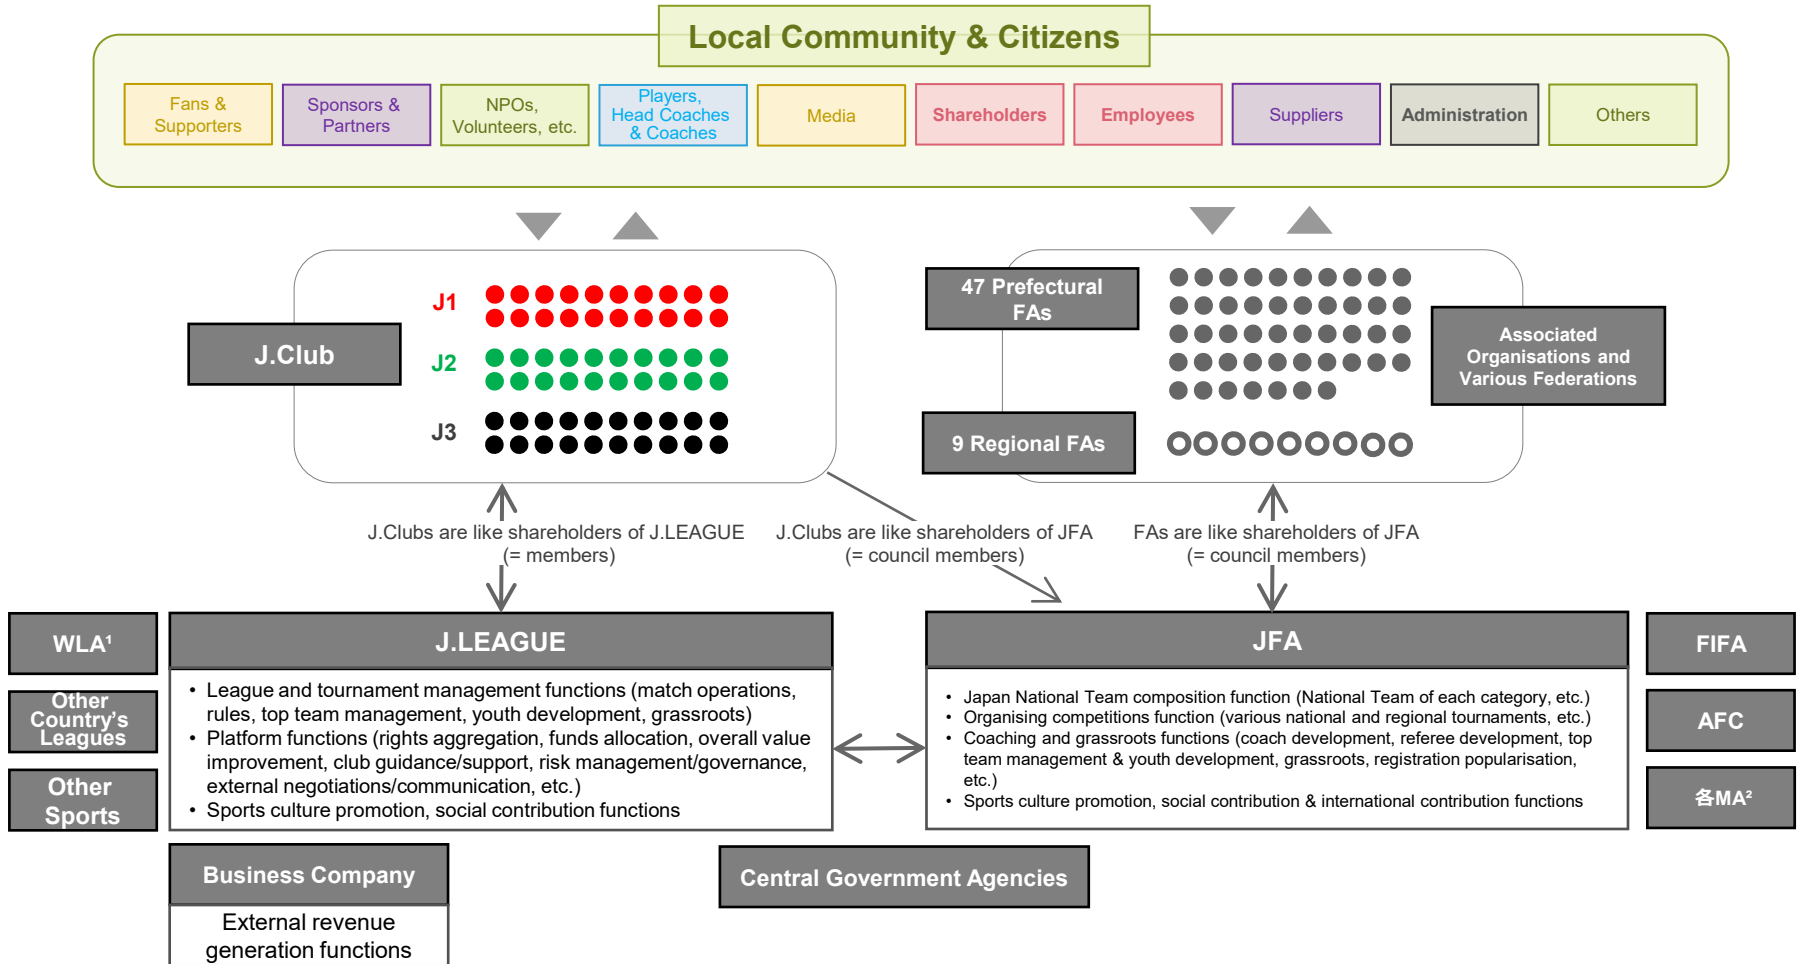 Local Community & Citizens
Fans &
Supporters
Sponsors &
Partners
NPOs,
Volunteers, etc.
Players,
Head Coaches
& Coaches
Media
Shareholders
Employees
Suppliers
Administration
Others
J.Club
J1
J2
J3
47 Prefectural
FAs
9 Regional FAs
Associated
Organisations and
Various Federations
J.Clubs are like shareholders of J.LEAGUE
(= members)
J.Clubs are like shareholders of JFA
(= council members)
FAs are like shareholders of JFA
(= council members)
WLA¹
Other
Country's
Leagues
Other
Sports
J.LEAGUE
• League and tournament management functions (match operations,
rules, top team management, youth development, grassroots)
• Platform functions (rights aggregation, funds allocation, overall value
improvement, club guidance/support, risk management/governance,
external negotiations/communication, etc.)
• Sports culture promotion, social contribution functions
JFA
• Japan National Team composition function (National Team of each category, etc.)
• Organising competitions function (various national and regional tournaments, etc.)
• Coaching and grassroots functions (coach development, referee development, top
team management & youth development, grassroots, registration popularisation,
etc.)
• Sports culture promotion, social contribution & international contribution functions
FIFA
AFC
各MA²
Business Company
External revenue
generation functions
Central Government Agencies